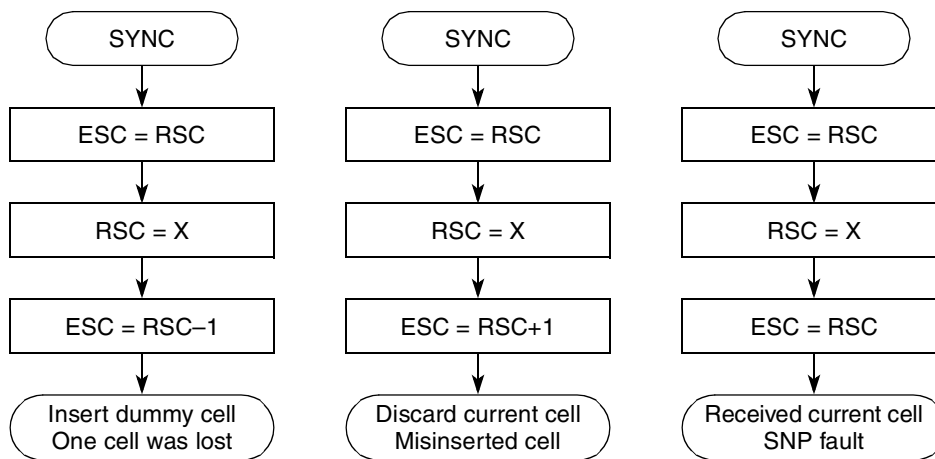 SYNC
ESC = RSC
RSC = X
ESC = RSC–1
Insert dummy cell
One cell was lost
SYNC
ESC = RSC
RSC = X
ESC = RSC+1
Discard current cell
Misinserted cell
SYNC
ESC = RSC
RSC = X
ESC = RSC
Received current cell
SNP fault